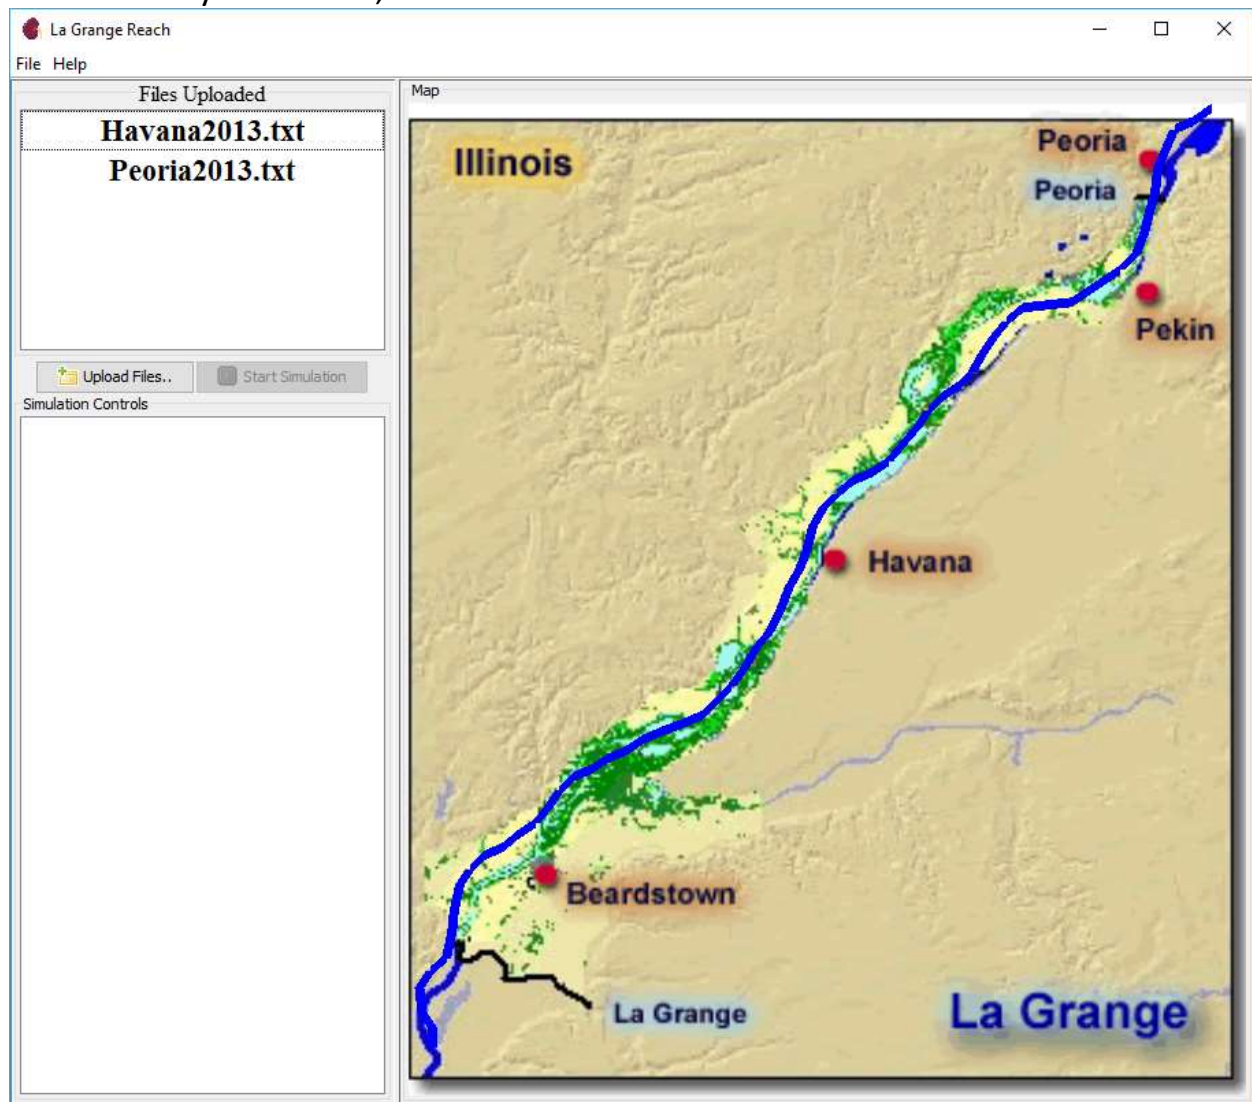 La Grange Reach
File Help
Files Uploaded
Havana2013.txt
Peoria2013.txt
Upload Files..
Start Simulation
Simulation Controls
Map
Illinois
Peoria
Peoria
Pekin
Havana
Beardstown
La Grange
La Grange